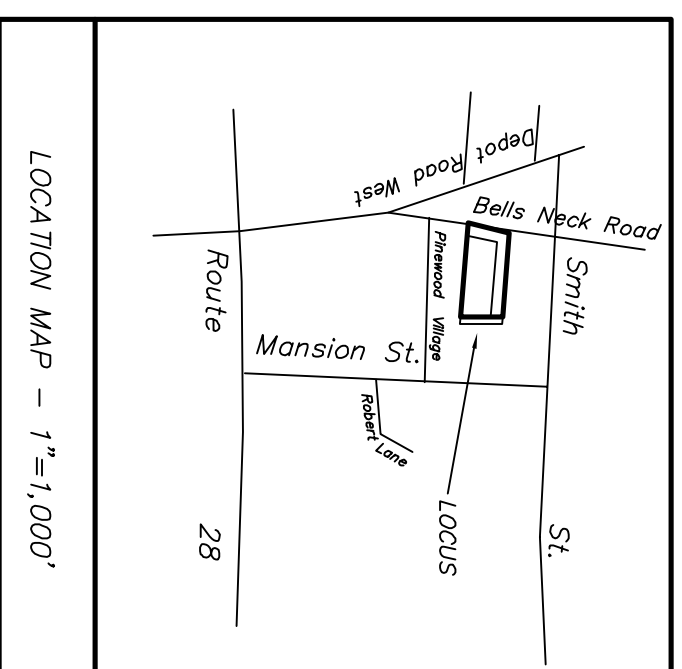 Depot Road West
Bells Neck Road
Smith St.
Pinewood Village
Route 28
Mansion St.
Robert Lane
LOCUS
LOCATION MAP - 1"=1,000'